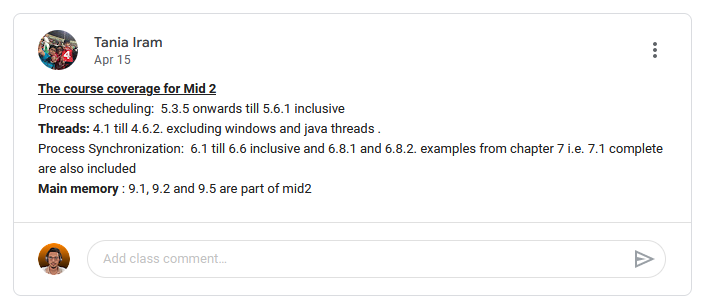 Tania Iram
Apr 15
The course coverage for Mid 2
Process scheduling:  5.3.5 onwards till 5.6.1 inclusive
Threads: 4.1 till 4.6.2. excluding windows and java threads .
Process Synchronization:  6.1 till 6.6 inclusive and 6.8.1 and 6.8.2. examples from chapter 7 i.e. 7.1 complete
are also included
Main memory : 9.1, 9.2 and 9.5 are part of mid2
Add class comment...